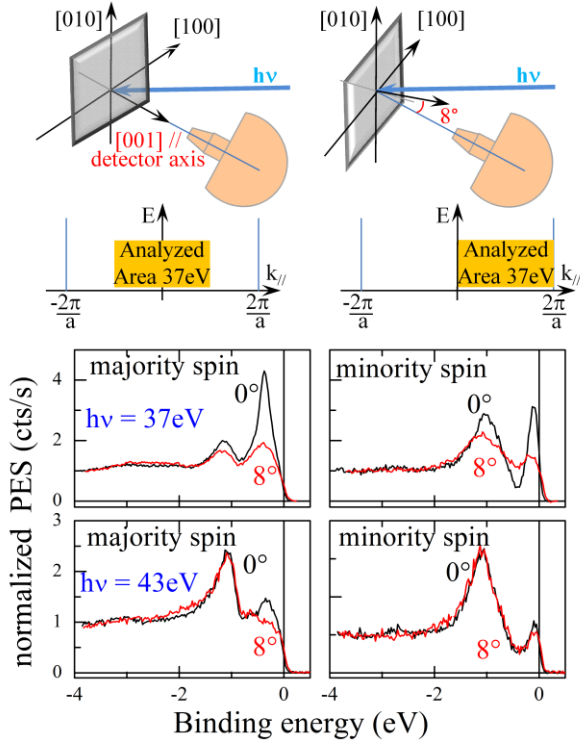 [010]
[100]
hν
[001] //
detector axis
[010]
[100]
hν
8°
E
Analyzed
Area 37eV
k//
-2π
a
2π
a
E
Analyzed
Area 37eV
k//
-2π
a
2π
a
normalized PES (cts/s)
majority spin
0°
hν = 37eV
8°
4
2
0
minority spin
0°
8°
majority spin
0°
hν = 43eV
8°
3
2
1
0
minority spin
0°
8°
-4
-2
0
-4
-2
0
Binding energy (eV)